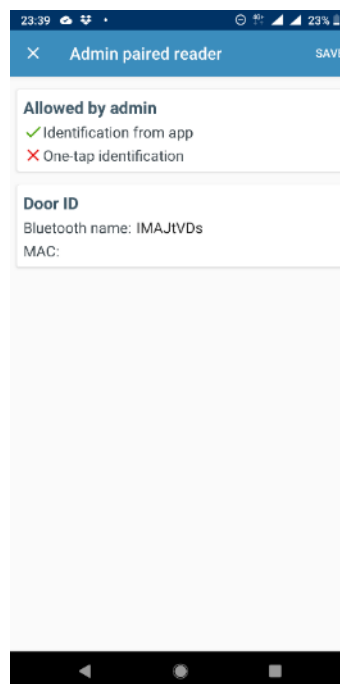 23:39
23%
Admin paired reader
Allowed by admin
Identification from app
One-tap identification
Door ID
Bluetooth name: IMAJtVDs
MAC: